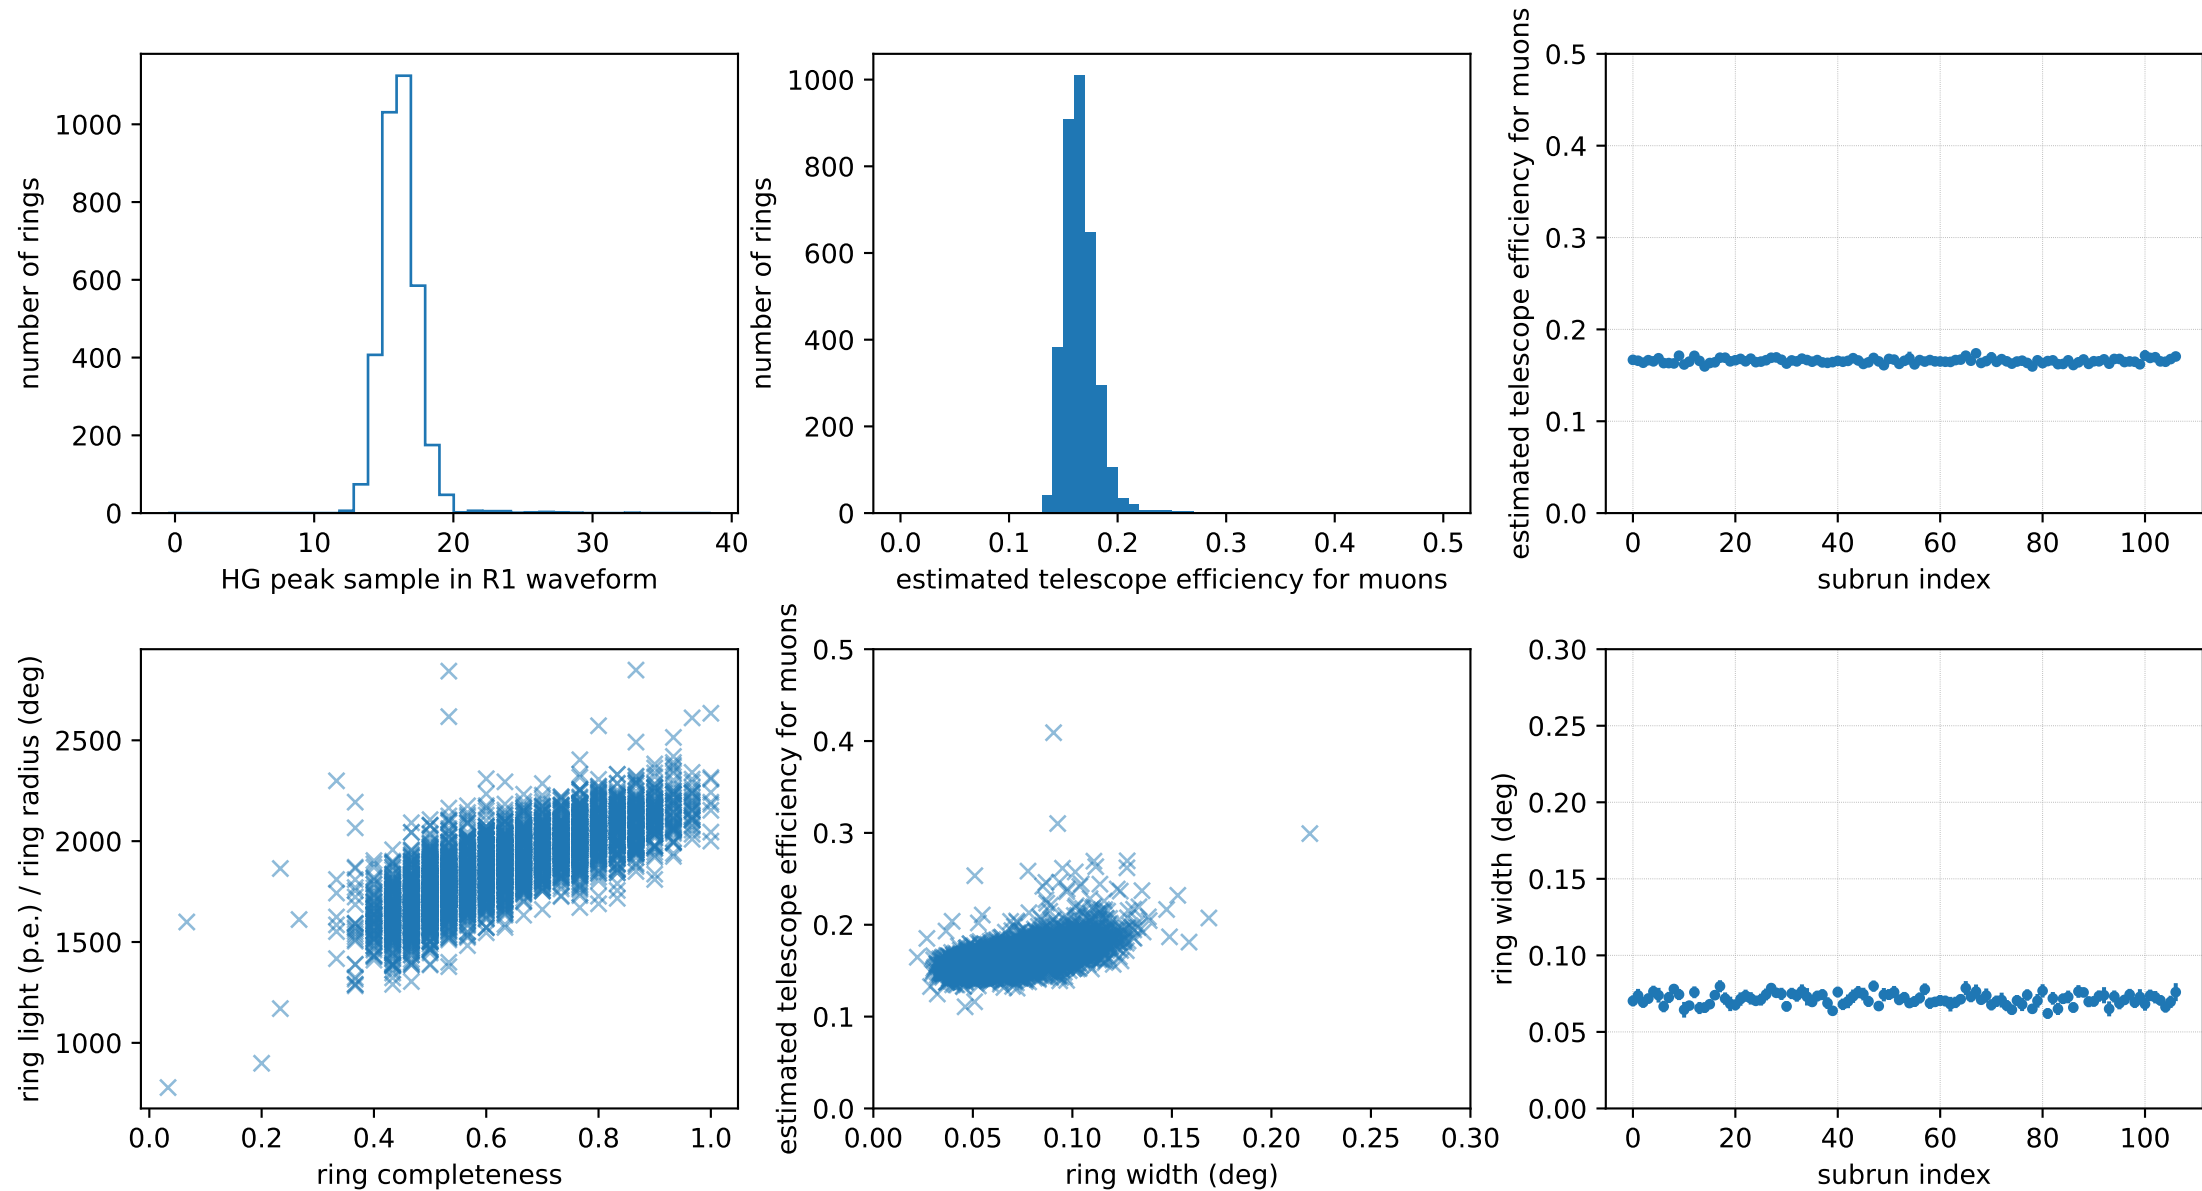 number of rings
1000
800
600
400
200
0
0 10 20 30 40
HG peak sample in R1 waveform
number of rings
1000
800
600
400
200
0
0.0 0.1 0.2 0.3 0.4 0.5
estimated telescope efficiency for muons
estimated telescope efficiency for muons
0.5
0.4
0.3
0.2
0.1
0.0
0 20 40 60 80 100
subrun index
ring light (p.e.) / ring radius (deg)
2500
2000
1500
1000
0.0 0.2 0.4 0.6 0.8 1.0
ring completeness
estimated telescope efficiency for muons
0.5
0.4
0.3
0.2
0.1
0.0
0.00 0.05 0.10 0.15 0.20 0.25 0.30
ring width (deg)
ring width (deg)
0.30
0.25
0.20
0.15
0.10
0.05
0.00
0 20 40 60 80 100
subrun index